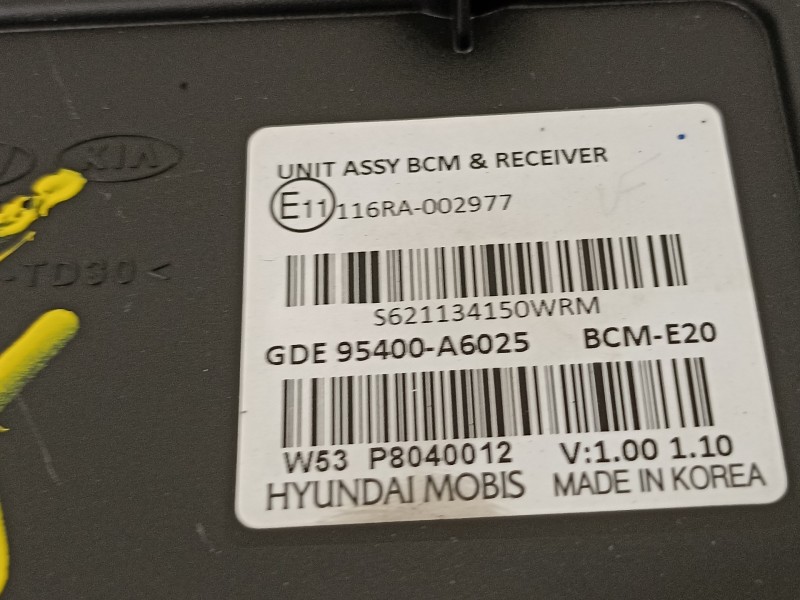 KIA
-TD30<
UNIT ASSY BCM & RECEIVER
E11 116RA-002977
S621134150WRM
GDE 95400-A6025 BCM-E20
W53 P8040012 V:1.00 1.10
HYUNDAI MOBIS MADE IN KOREA